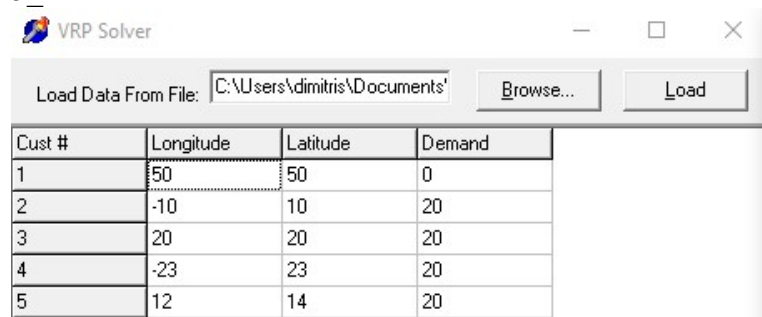 VRP Solver
Load Data From File: C:\Users\dimitris\Documents' Browse... Load
Cust # Longitude Latitude Demand
1 50 50 0
2 -10 10 20
3 20 20 20
4 -23 23 20
5 12 14 20